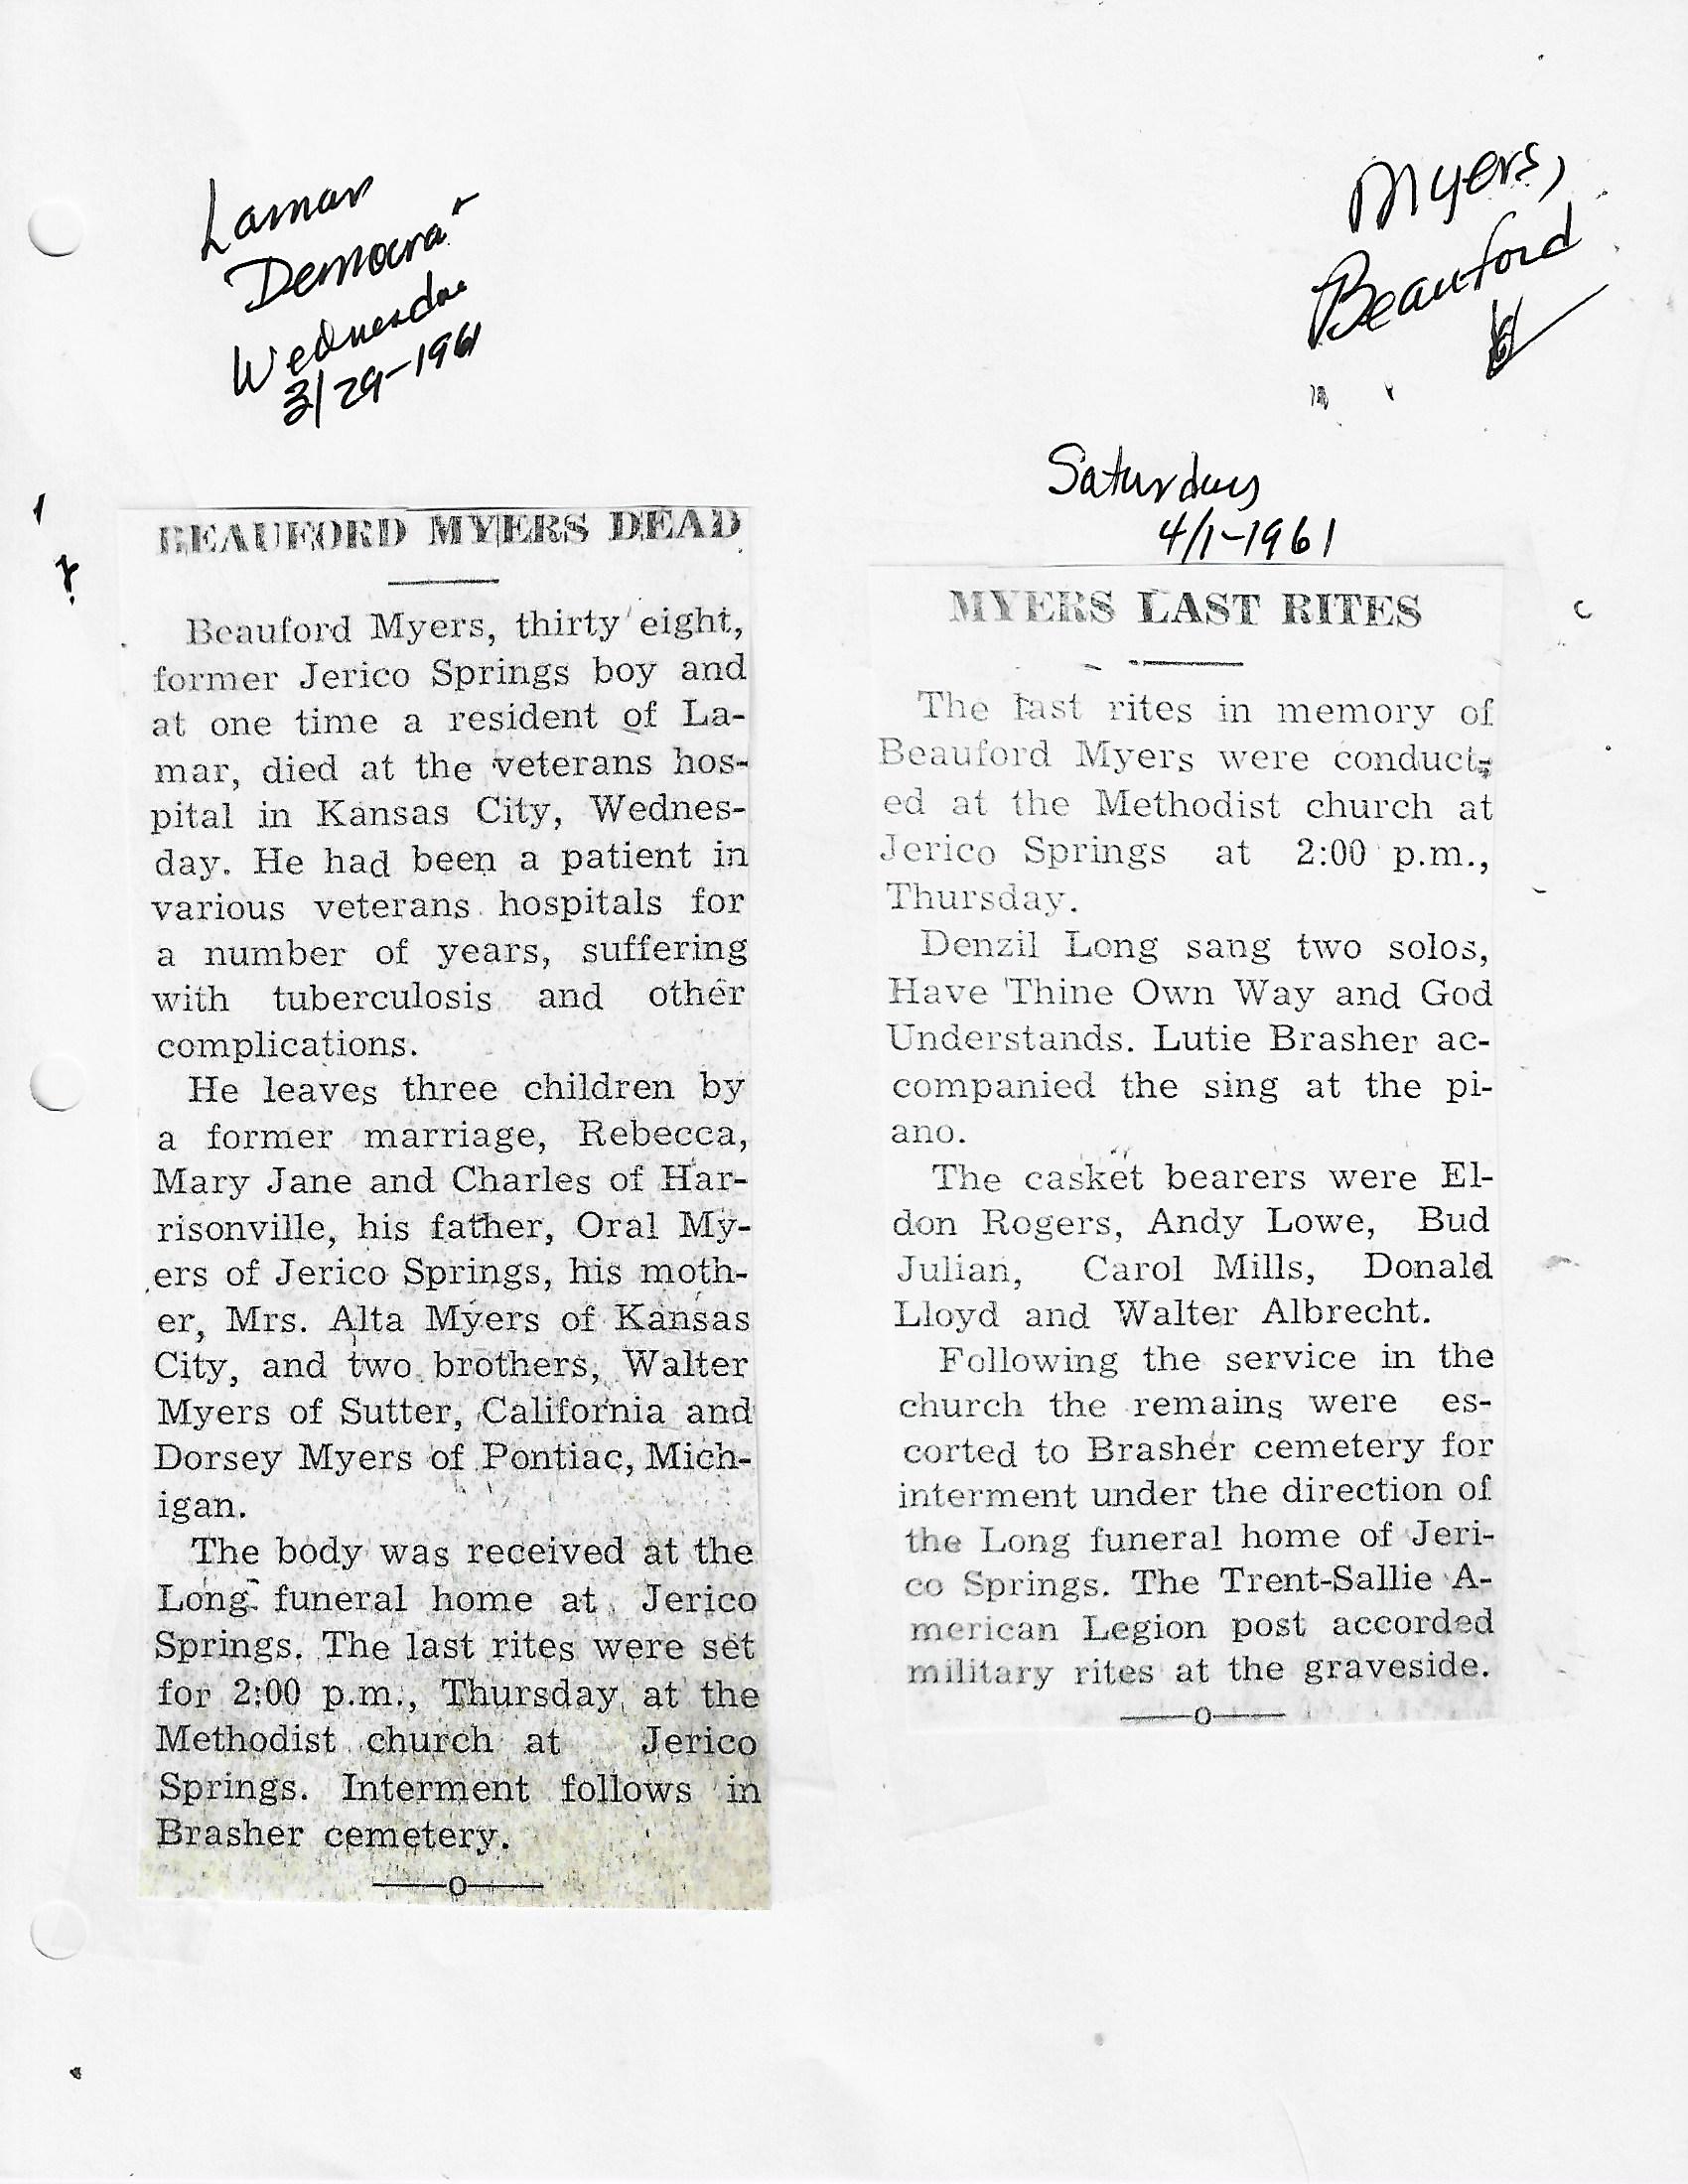 Lamar
Democrat
Wednesda
3/29-1961
Myers,
Beauford
BEAUFORD MYERS DEAD
Beauford Myers, thirty eight,
former Jerico Springs boy and
at one time a resident of La-
mar, died at the veterans hos-
pital in Kansas City, Wednes-
day. He had been a patient in
various veterans hospitals for
a number of years, suffering
with tuberculosis and other
complications.
He leaves three children by
a former marriage, Rebecca,
Mary Jane and Charles of Har-
risonville, his father, Oral My-
ers of Jerico Springs, his moth-
er, Mrs. Alta Myers of Kansas
City, and two brothers, Walter
Myers of Sutter, California and
Dorsey Myers of Pontiac, Mich-
igan.
The body was received at the
Long funeral home at Jerico
Springs. The last rites were set
for 2:00 p.m., Thursday at the
Methodist church at Jerico
Springs. Interment follows in
Brasher cemetery.
Saturday
4/1-1961
MYERS LAST RITES
The last rites in memory of
Beauford Myers were conduct-
ed at the Methodist church at
Jerico Springs at 2:00 p.m.,
Thursday.
Denzil Long sang two solos,
Have Thine Own Way and God
Understands. Lutie Brasher ac-
companied the sing at the pi-
ano.
The casket bearers were El-
don Rogers, Andy Lowe, Bud
Julian, Carol Mills, Donald
Lloyd and Walter Albrecht.
Following the service in the
church the remains were es-
corted to Brasher cemetery for
interment under the direction of
the Long funeral home of Jeri-
co Springs. The Trent-Sallie A-
merican Legion post accorded
military rites at the graveside.